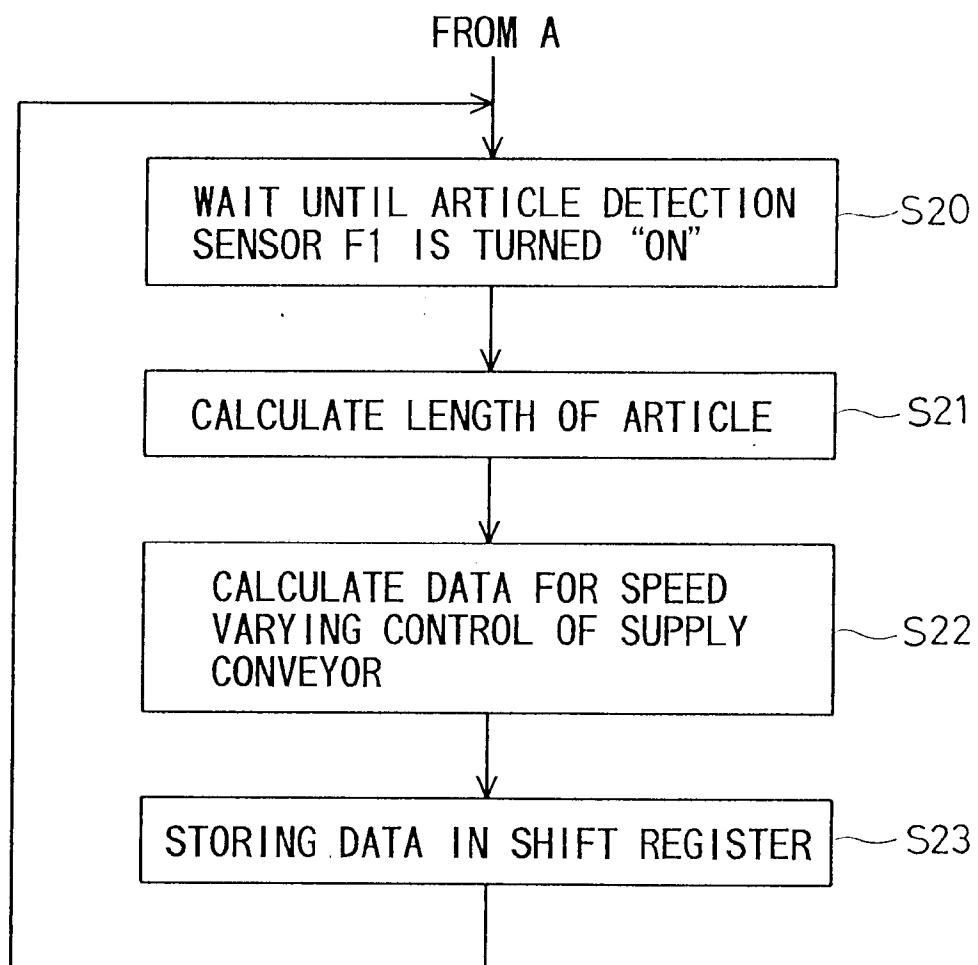 FROM A
WAIT UNTIL ARTICLE DETECTION
SENSOR F1 IS TURNED “ON”
S20
CALCULATE LENGTH OF ARTICLE
S21
CALCULATE DATA FOR SPEED
VARYING CONTROL OF SUPPLY
CONVEYOR
S22
STORING DATA IN SHIFT REGISTER
S23